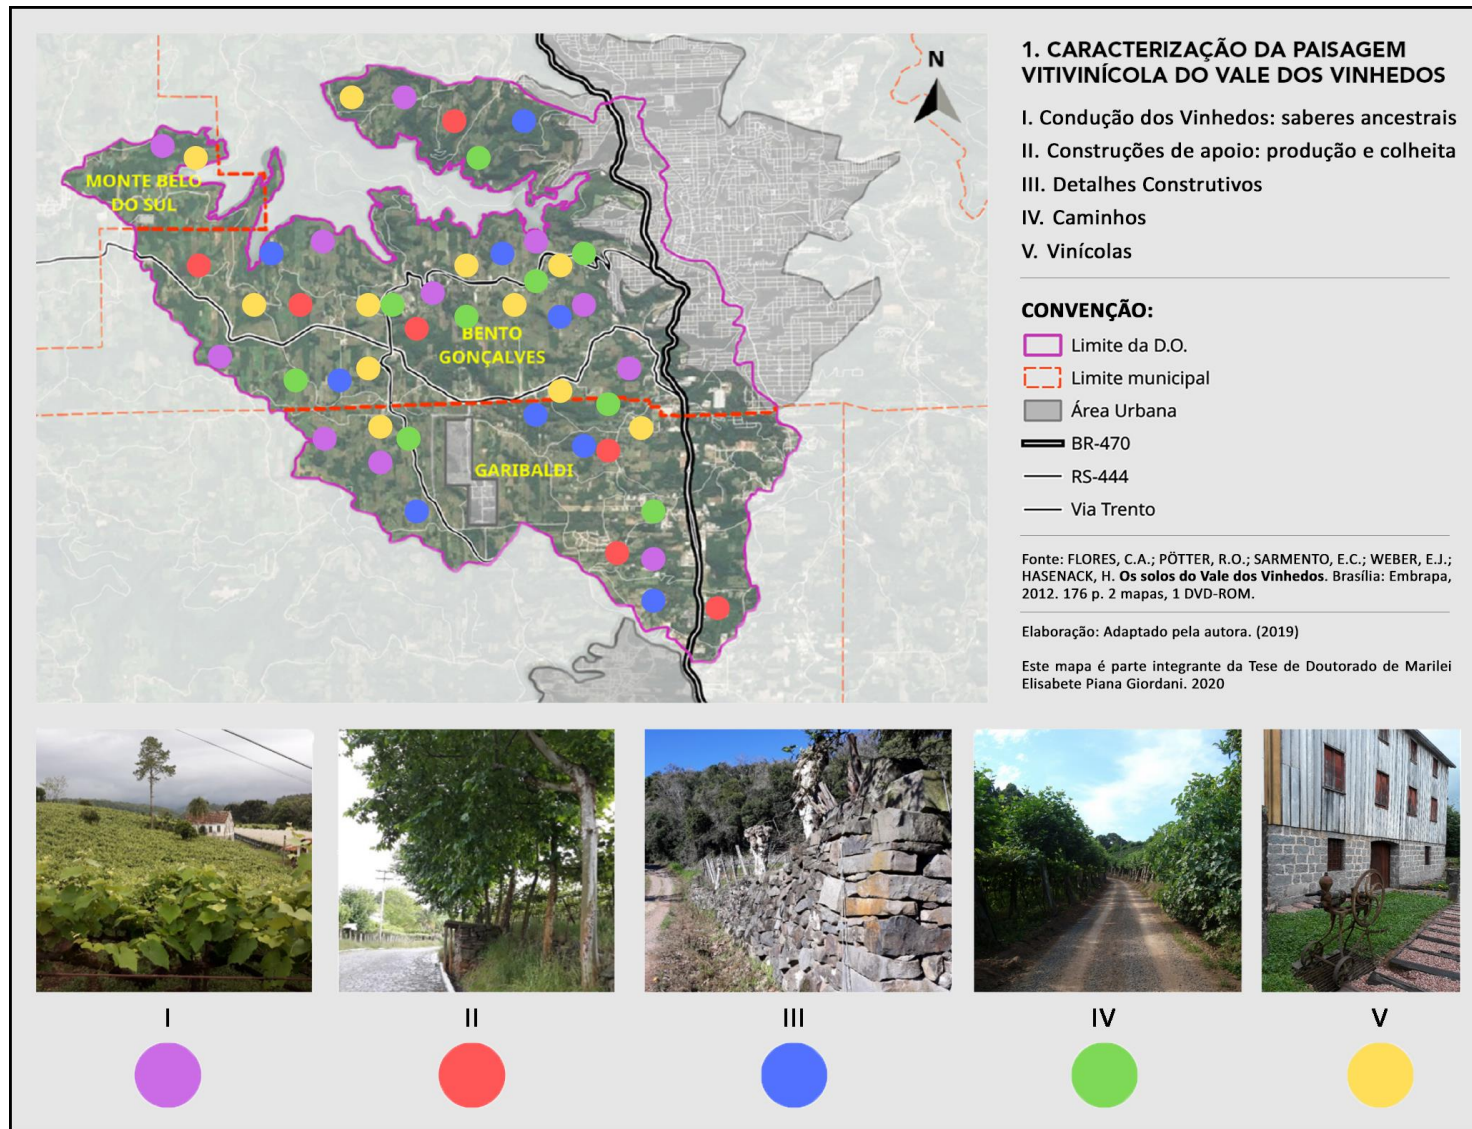 N
MONTE BELO
DO SUL
BENTO
GONÇALVES
GARIBALDI
1. CARACTERIZAÇÃO DA PAISAGEM
VITIVINÍCOLA DO VALE DOS VINHEDOS
I. Condução dos Vinhedos: saberes ancestrais
II. Construções de apoio: produção e colheita
III. Detalhes Construtivos
IV. Caminhos
V. Vinícolas
CONVENÇÃO:
Limite da D.O.
Limite municipal
Área Urbana
BR-470
RS-444
Via Trento
Fonte: FLORES, C.A.; PÖTTER, R.O.; SARMENTO, E.C.; WEBER, E.J.;
HASENACK, H. Os solos do Vale dos Vinhedos. Brasília: Embrapa,
2012. 176 p. 2 mapas, 1 DVD-ROM.
Elaboração: Adaptado pela autora. (2019)
Este mapa é parte integrante da Tese de Doutorado de Marilei
Elisabete Piana Giordani. 2020
I
II
III
IV
V